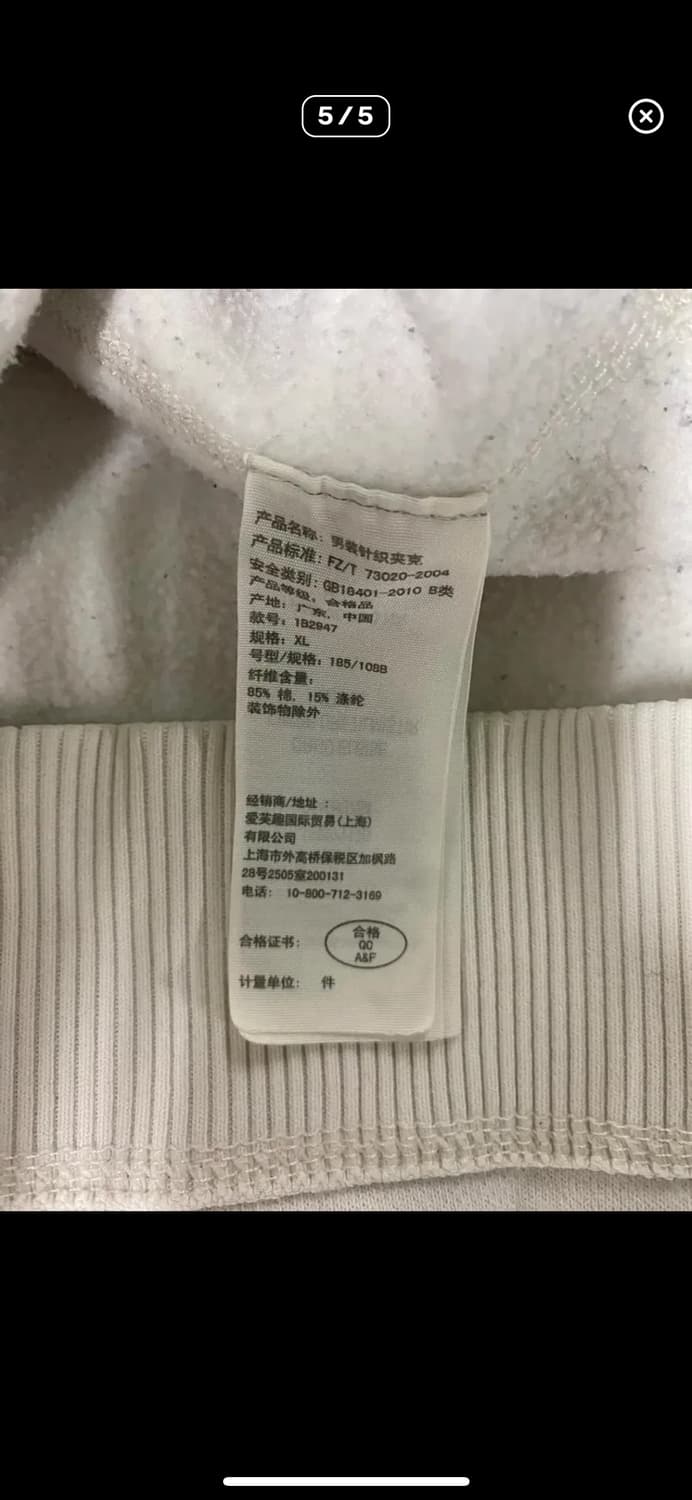 5/5
产品名称：男装针织夹克
产品标准：FZ/T 73020-2004
安全类别：GB18401-2010 B类
产品等级：合格品
产地：广东，中国
款号：1B2947
规格：XL
号型/规格：185/108B
纤维含量：
85% 棉，15% 涤纶
装饰物除外
经销商/地址：
爱芙趣国际贸易(上海)
有限公司
上海市外高桥保税区加枫路
28号2505室200131
电话： 10-800-712-3169
合格证书：
合格
QC
A&F
计量单位： 件